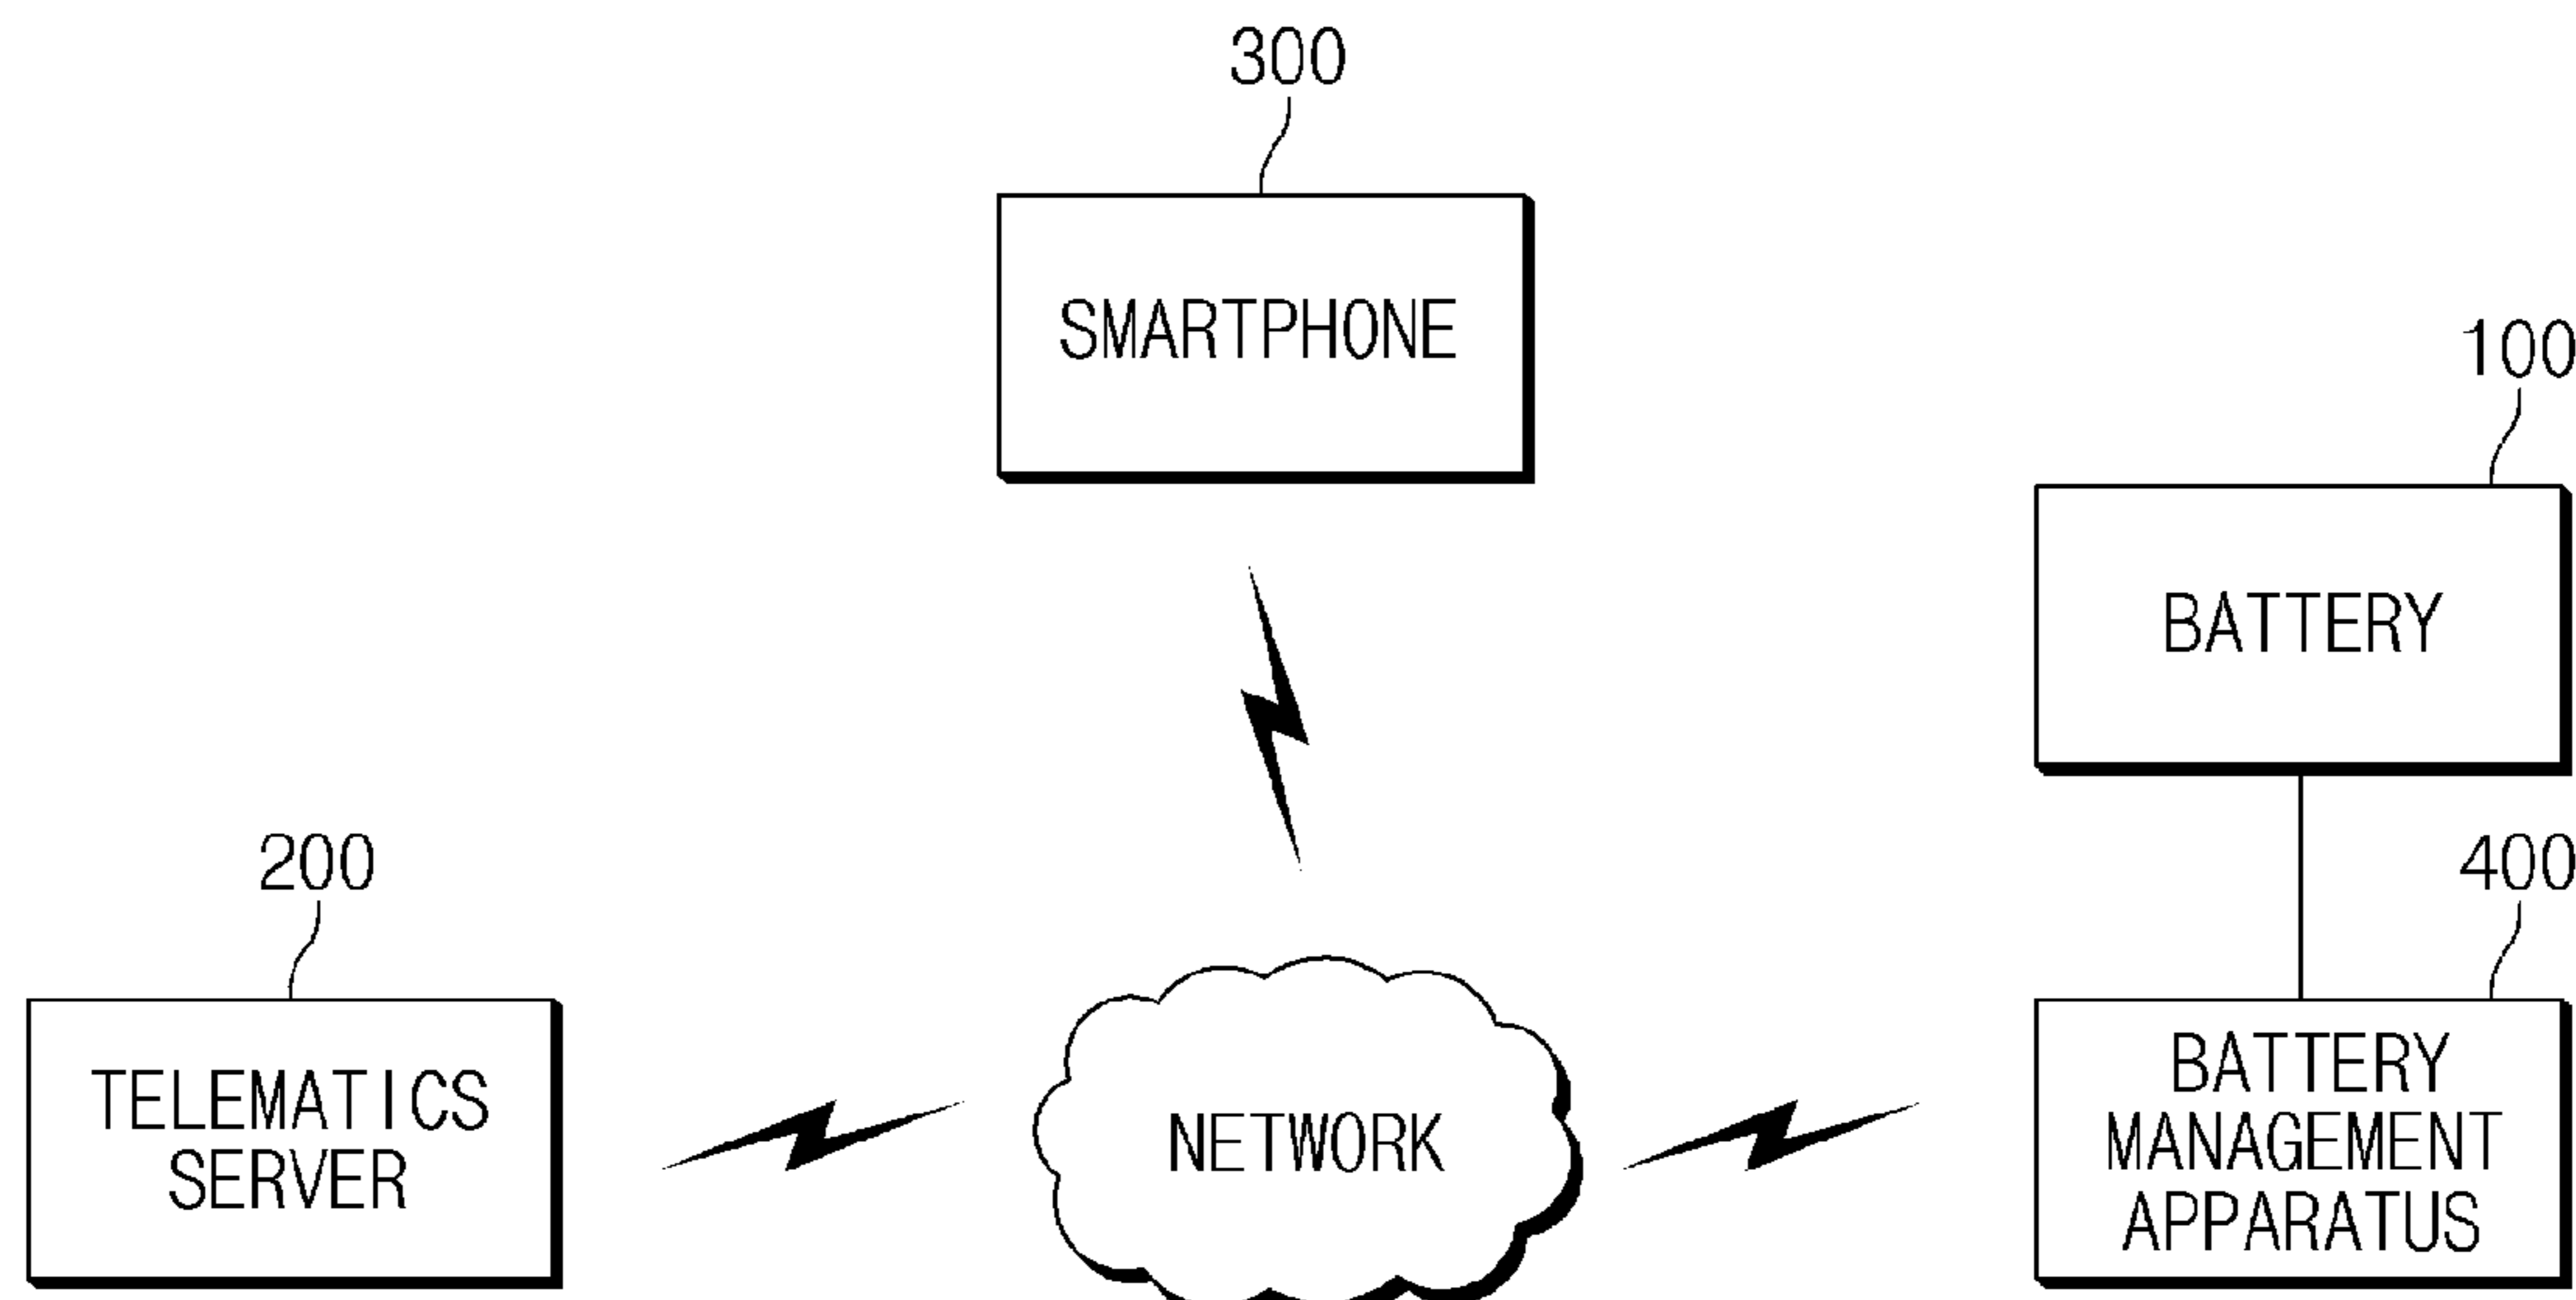 300
SMARTPHONE
100
BATTERY
200
TELEMATICS
SERVER
NETWORK
400
BATTERY
MANAGEMENT
APPARATUS